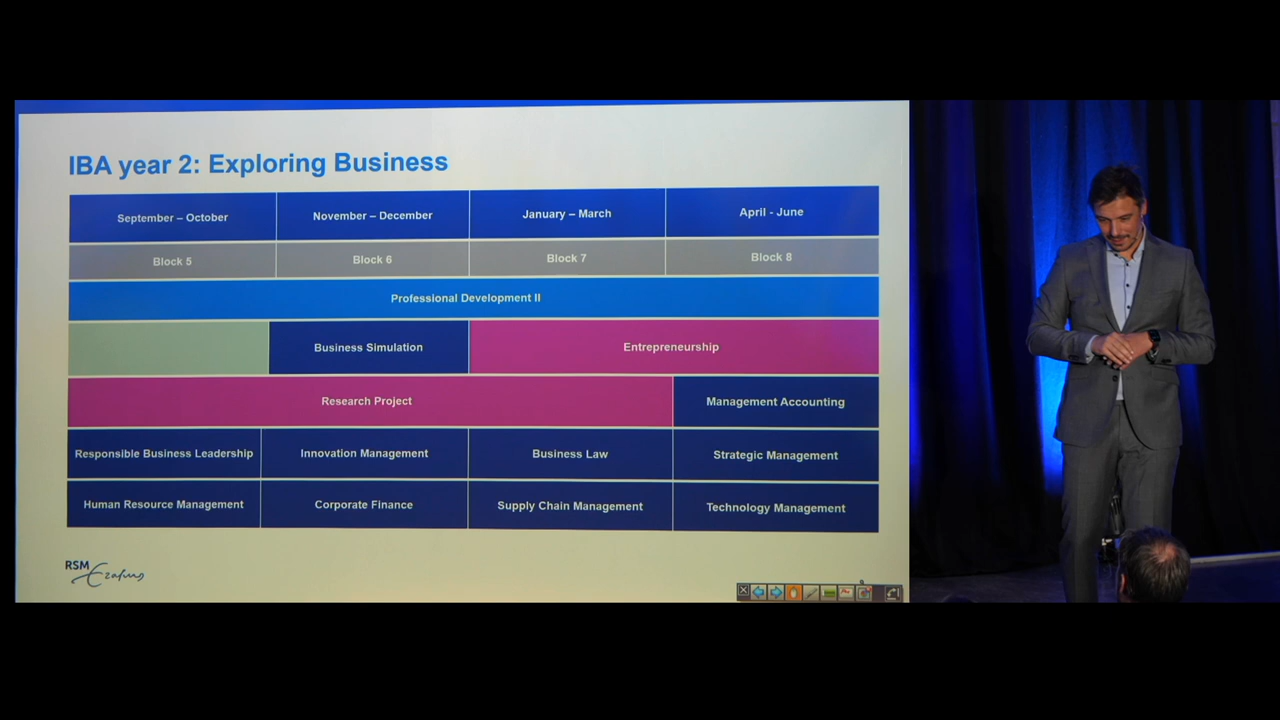 IBA year 2: Exploring Business
September – October
November – December
January – March
April - June
Block 5
Block 6
Block 7
Block 8
Professional Development II
Business Simulation
Entrepreneurship
Research Project
Management Accounting
Responsible Business Leadership
Innovation Management
Business Law
Strategic Management
Human Resource Management
Corporate Finance
Supply Chain Management
Technology Management
RSM
Erasmus